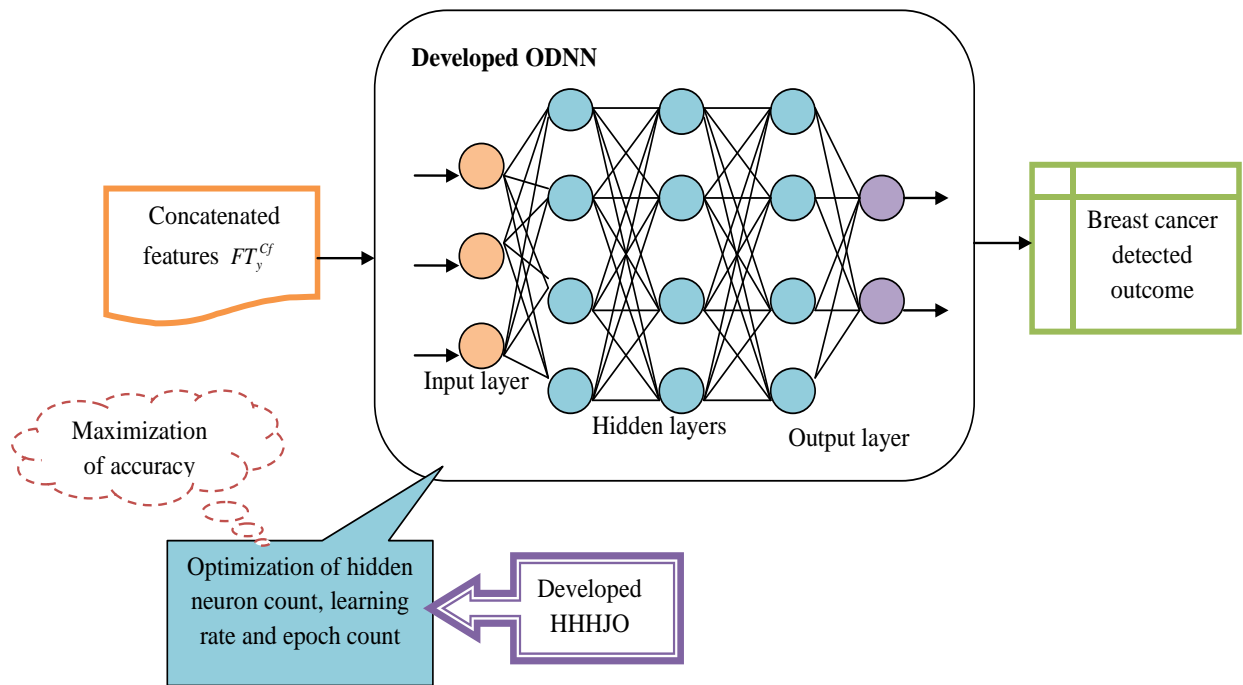 Developed ODNN
Concatenated
features FT_y^{Cf}
Input layer
Hidden layers
Output layer
Breast cancer
detected
outcome
Maximization
of accuracy
Optimization of hidden
neuron count, learning
rate and epoch count
Developed
HHHJO